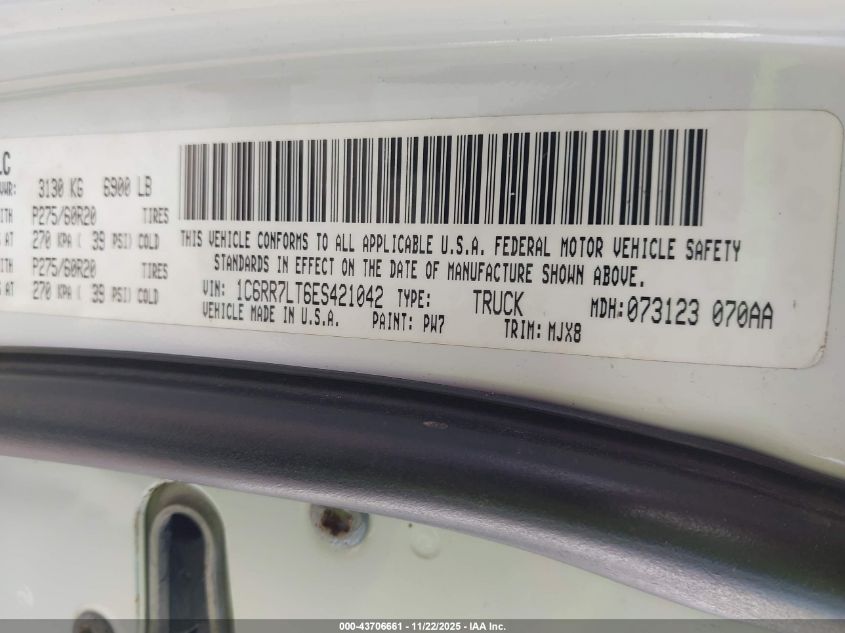 LC
VWR: 3130 KG 6900 LB
ITH P275/60R20 TIRES
S AT 270 KPA ( 39 PSI) COLD
ITH P275/60R20 TIRES
S AT 270 KPA ( 39 PSI) COLD
THIS VEHICLE CONFORMS TO ALL APPLICABLE U.S.A. FEDERAL MOTOR VEHICLE SAFETY
STANDARDS IN EFFECT ON THE DATE OF MANUFACTURE SHOWN ABOVE.
VIN: 1C6RR7LT6ES421042 TYPE: TRUCK MDH:073123 070AA
VEHICLE MADE IN U.S.A. PAINT: PW7 TRIM: MJX8
000-43706661 - 11/22/2025 - IAA Inc.